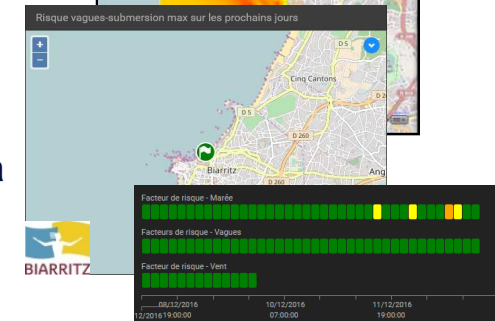 Risque vagues-submersion max sur les prochains jours
+
-
D 5
Cinq Cantons
D 5
D 2
D 260
Biarritz
D 260
Ang
BIARRITZ
Facteur de risque - Marée
Facteurs de risque - Vagues
Facteur de risque - Vent
08/12/2016
10/12/2016
11/12/2016
12/2016 19:00:00
07:00:00
19:00:00